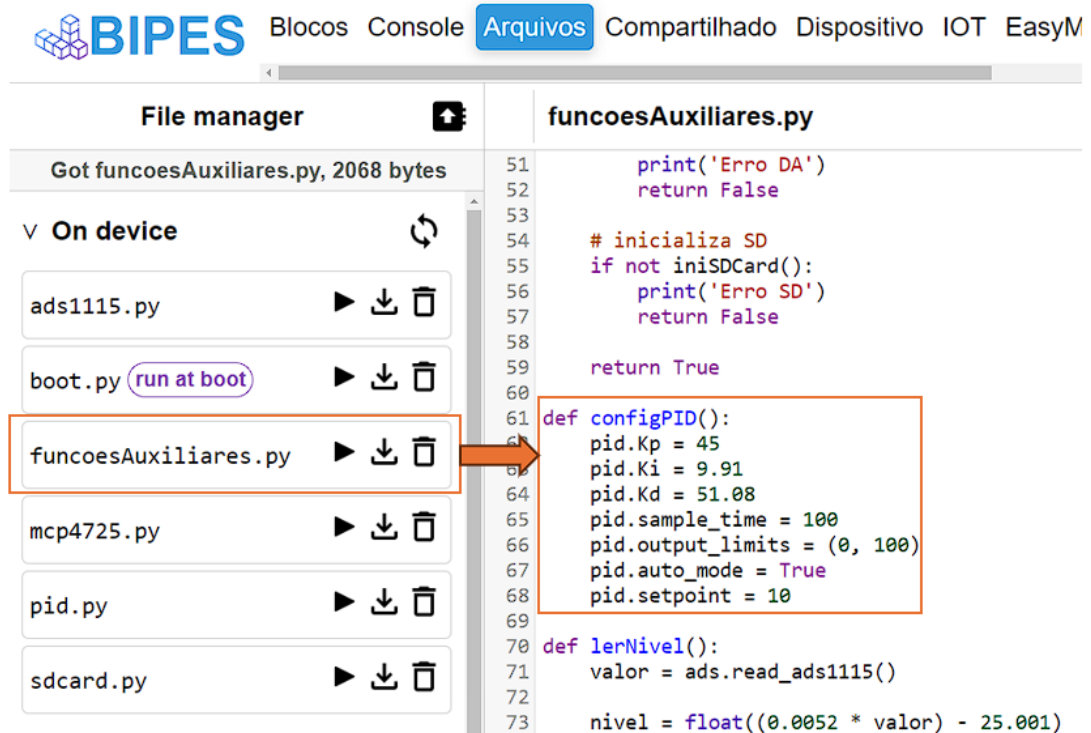 BIPES
Blocos Console Arquivos Compartilhado Dispositivo IOT EasyM
File manager
Got funcoesAuxiliares.py, 2068 bytes
On device
ads1115.py
boot.py run at boot
funcoesAuxiliares.py
mcp4725.py
pid.py
sdcard.py
funcoesAuxiliares.py
51 print('Erro DA')
52 return False
53
54 # inicializa SD
55 if not iniSDCard():
56 print('Erro SD')
57 return False
58
59 return True
60
61 def configPID():
pid.Kp = 45
63 pid.Ki = 9.91
64 pid.Kd = 51.08
65 pid.sample_time = 100
66 pid.output_limits = (0, 100)
67 pid.auto_mode = True
68 pid.setpoint = 10
69
70 def lerNivel():
71 valor = ads.read_ads1115()
72
73 nivel = float((0.0052 * valor) - 25.001)